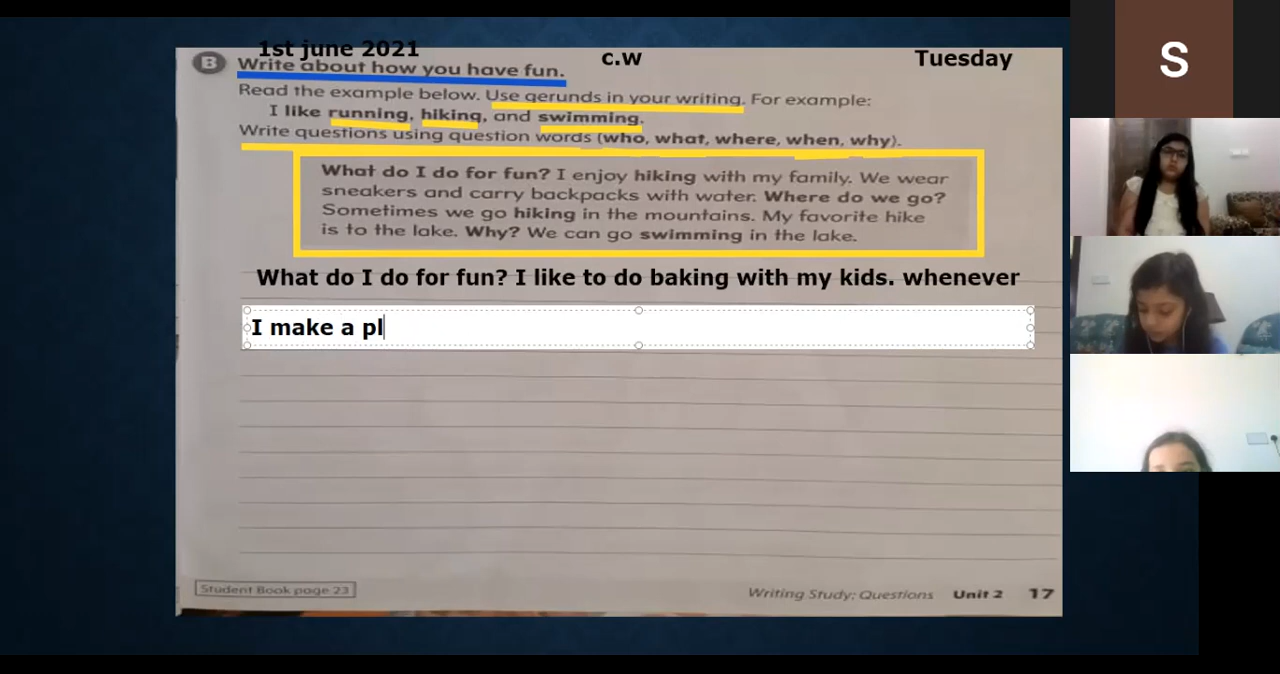 1st june 2021
c.w
Tuesday
B Write about how you have fun.
Read the example below. Use gerunds in your writing. For example:
I like running, hiking, and swimming.
Write questions using question words (who, what, where, when, why).
What do I do for fun? I enjoy hiking with my family. We wear
sneakers and carry backpacks with water. Where do we go?
Sometimes we go hiking in the mountains. My favorite hike
is to the lake. Why? We can go swimming in the lake.
What do I do for fun? I like to do baking with my kids. whenever
I make a pl
Student Book page 23
Writing Study: Questions Unit 2 17
S